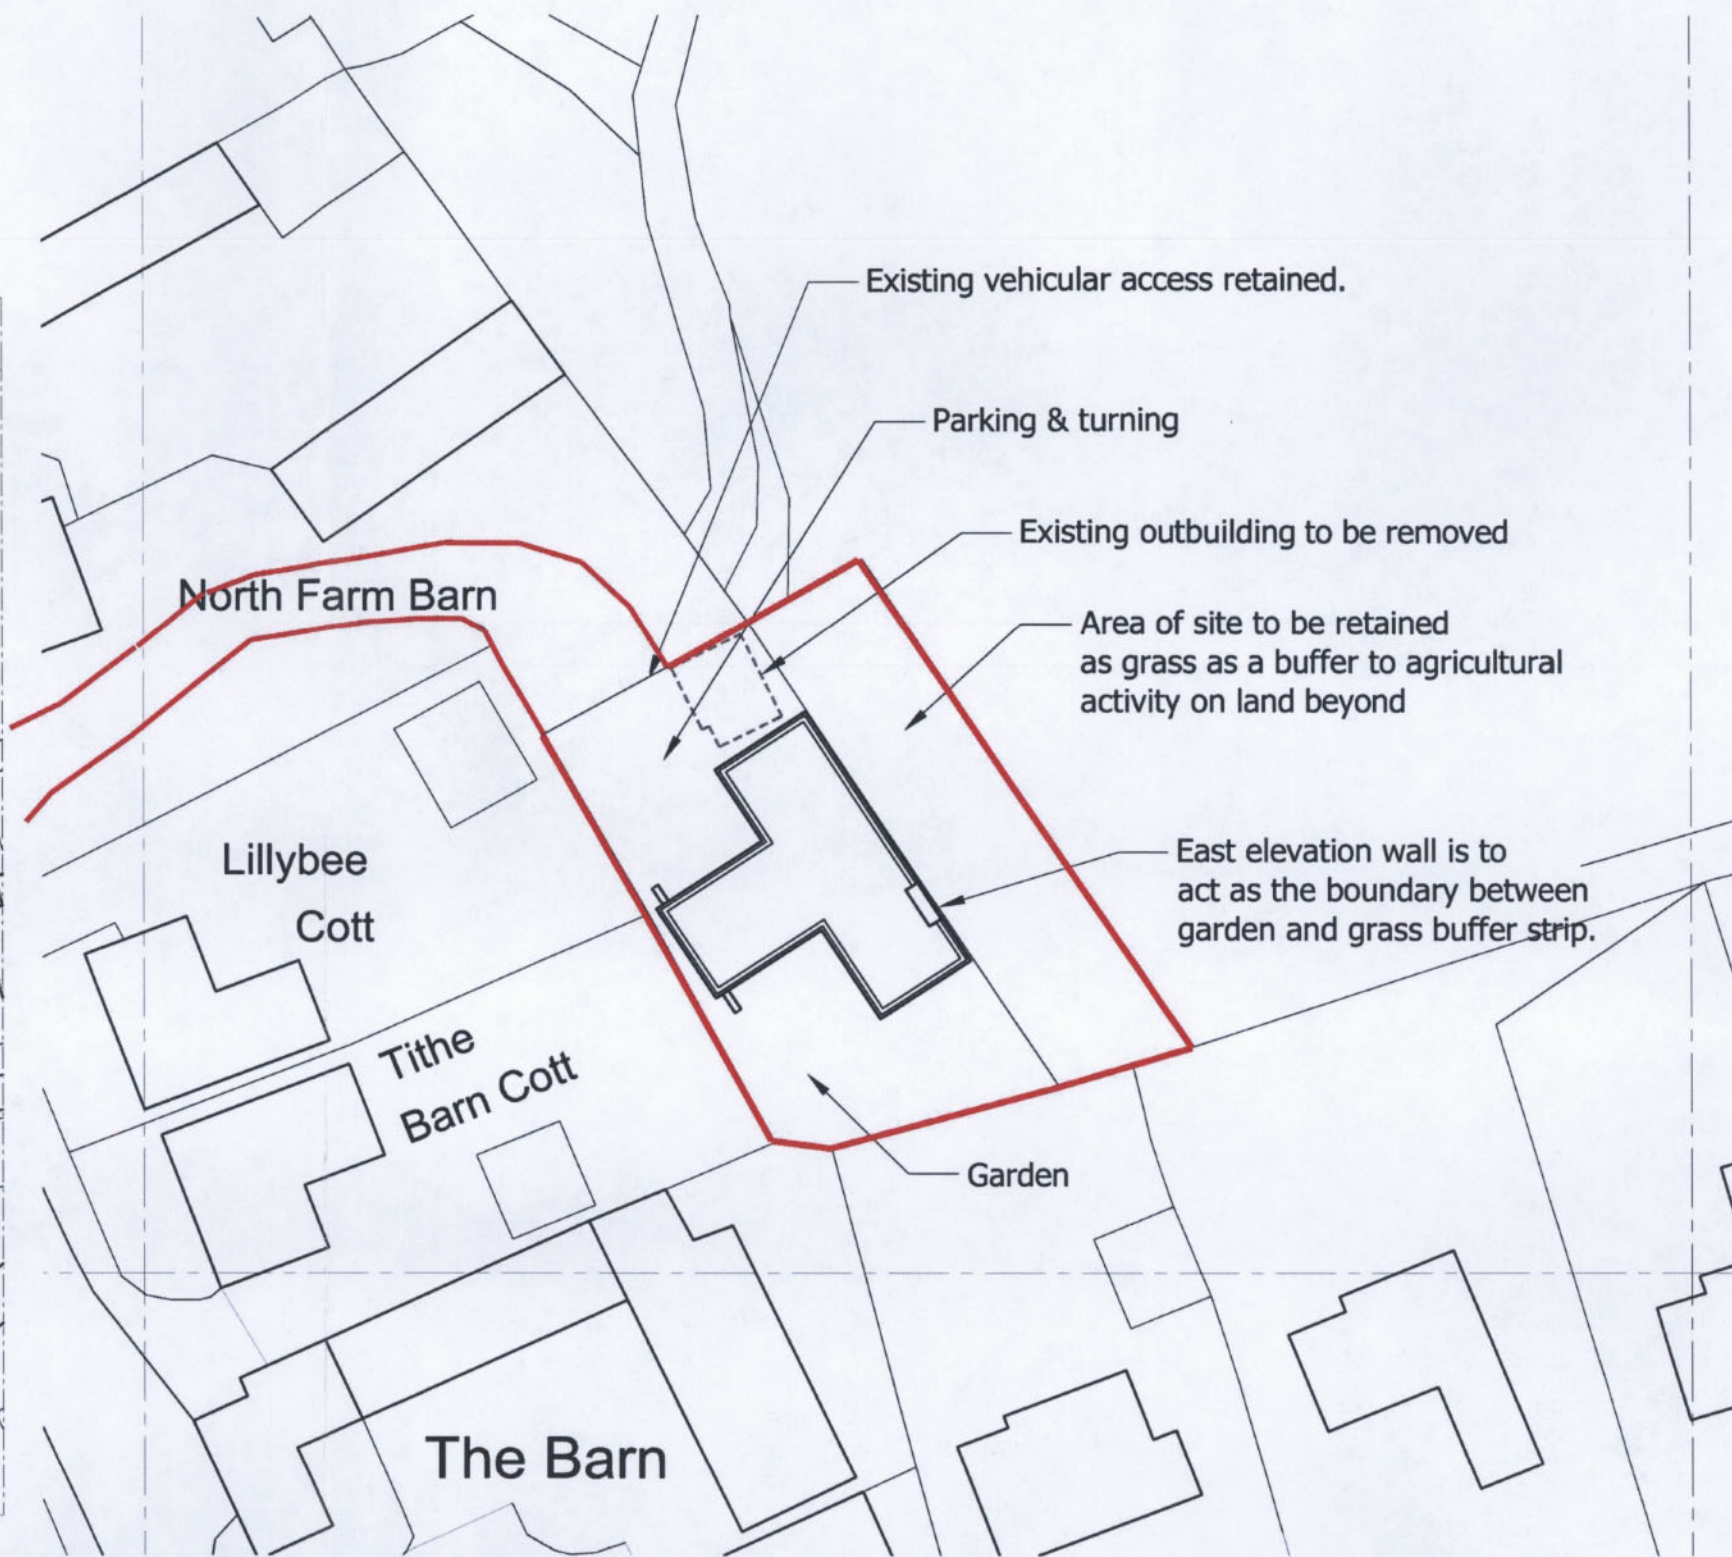 Existing vehicular access retained.
Parking & turning
Existing outbuilding to be removed
North Farm Barn
Area of site to be retained
as grass as a buffer to agricultural
activity on land beyond
Lillybee
Cott
East elevation wall is to
act as the boundary between
garden and grass buffer strip.
Tithe
Barn Cott
Garden
The Barn